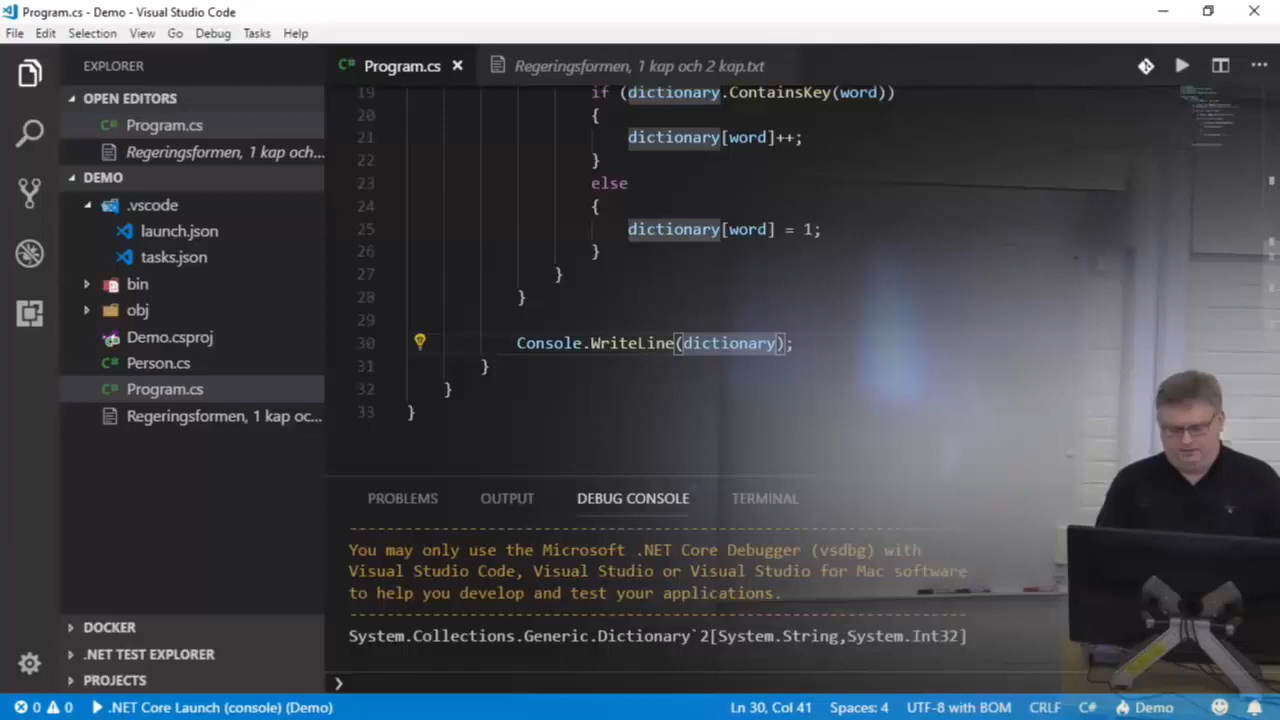 Program.cs - Demo - Visual Studio Code
File Edit Selection View Go Debug Tasks Help
EXPLORER
OPEN EDITORS
Program.cs
Regeringsformen, 1 kap och...
DEMO
.vscode
launch.json
tasks.json
bin
obj
Demo.csproj
Person.cs
Program.cs
Regeringsformen, 1 kap oc...
DOCKER
.NET TEST EXPLORER
PROJECTS
Program.cs Regeringsformen, 1 kap och 2 kap.txt
19 if (dictionary.ContainsKey(word))
20 {
21 dictionary[word]++;
22 }
23 else
24 {
25 dictionary[word] = 1;
26 }
27 }
28 }
29
30 Console.WriteLine(dictionary);
31 }
32 }
33 }
PROBLEMS OUTPUT DEBUG CONSOLE TERMINAL
-------------------------------------------------------------------
You may only use the Microsoft .NET Core Debugger (vsdbg) with
Visual Studio Code, Visual Studio or Visual Studio for Mac software
to help you develop and test your applications.
-------------------------------------------------------------------
System.Collections.Generic.Dictionary`2[System.String,System.Int32]
0 0 .NET Core Launch (console) (Demo) Ln 30, Col 41 Spaces: 4 UTF-8 with BOM CRLF C# Demo